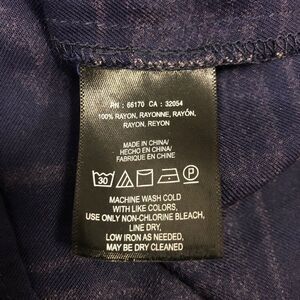 RN : 66170 CA : 32054
100% RAYON, RAYONNE, RAYÓN,
RAYON, REYON
MADE IN CHINA/
HECHO EN CHINA/
FABRIQUE EN CHINE
30 P
MACHINE WASH COLD
WITH LIKE COLORS,
USE ONLY NON-CHLORINE BLEACH,
LINE DRY,
LOW IRON AS NEEDED,
MAY BE DRY CLEANED